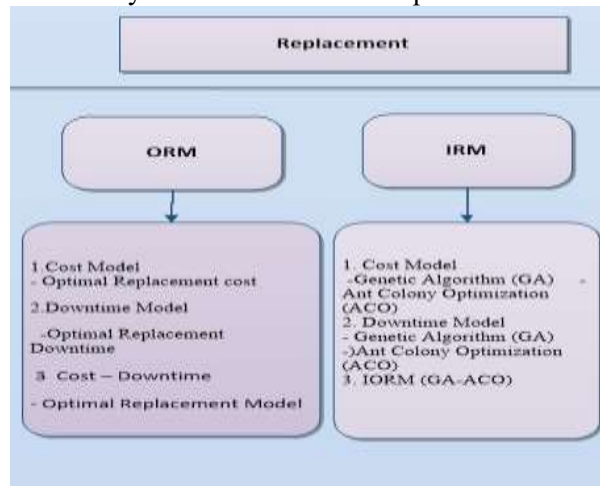 Replacement
ORM
IRM
1.Cost Model
- Optimal Replacement cost
2.Downtime Model
-Optimal Replacement
Downtime
3 Cost – Downtime
- Optimal Replacement Model
1. Cost Model
-Genetic Algorithm (GA) -
Ant Colony Optimization
(ACO)
2. Downtime Model
- Genetic Algorithm (GA)
-)Ant Colony Optimization
(ACO)
3. IORM (GA-ACO)